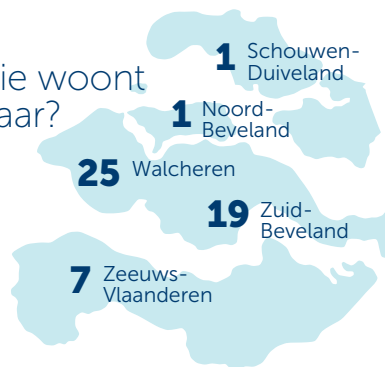 ie woont
aar?
1 Schouwen-
Duiveland
1 Noord-
Beveland
25 Walcheren
19 Zuid-
Beveland
7 Zeeuws-
Vlaanderen